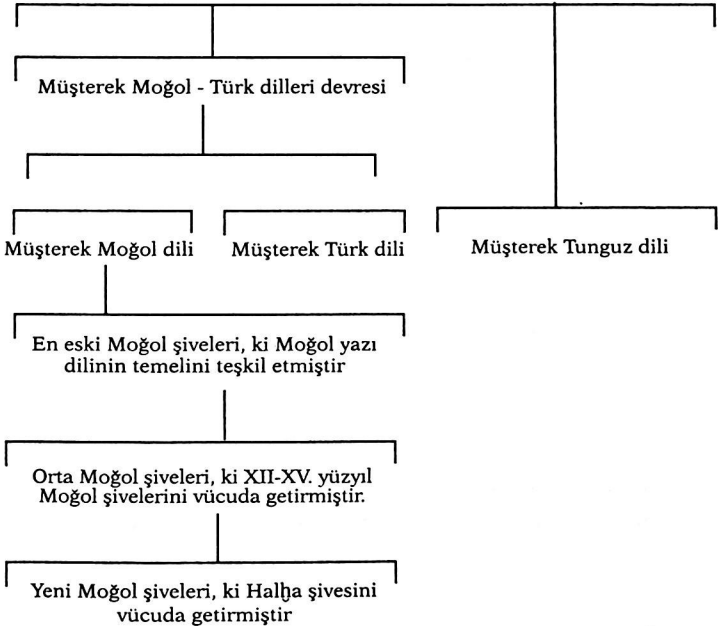 Müşterek Moğol - Türk dilleri devresi
Müşterek Moğol dili
Müşterek Türk dili
Müşterek Tunguz dili
En eski Moğol şiveleri, ki Moğol yazı
dilinin temelini teşkil etmiştir
Orta Moğol şiveleri, ki XII-XV. yüzyıl
Moğol şivelerini vücuda getirmiştir.
Yeni Moğol şiveleri, ki Halḫa şivesini
vücuda getirmiştir